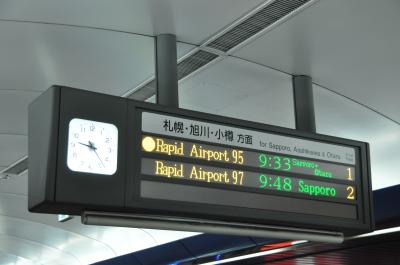 札幌・旭川・小樽 方面 for Sapporo, Asahikawa & Otaru
Rapid Airport 95 9:33 Sapporo• Otaru 1
Rapid Airport 97 9:48 Sapporo 2